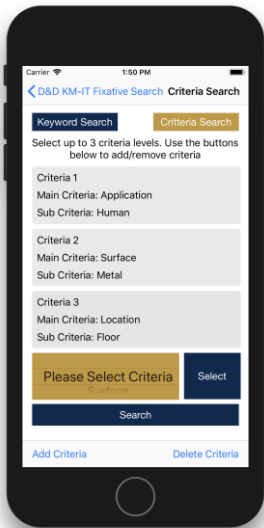 Carrier 1:50 PM
D&D KM-IT Fixative Search Criteria Search
Keyword Search Critteria Search
Select up to 3 criteria levels. Use the buttons
below to add/remove criteria
Criteria 1
Main Criteria: Application
Sub Criteria: Human
Criteria 2
Main Criteria: Surface
Sub Criteria: Metal
Criteria 3
Main Criteria: Location
Sub Criteria: Floor
Please Select Criteria Select
Surface
Search
Add Criteria Delete Criteria